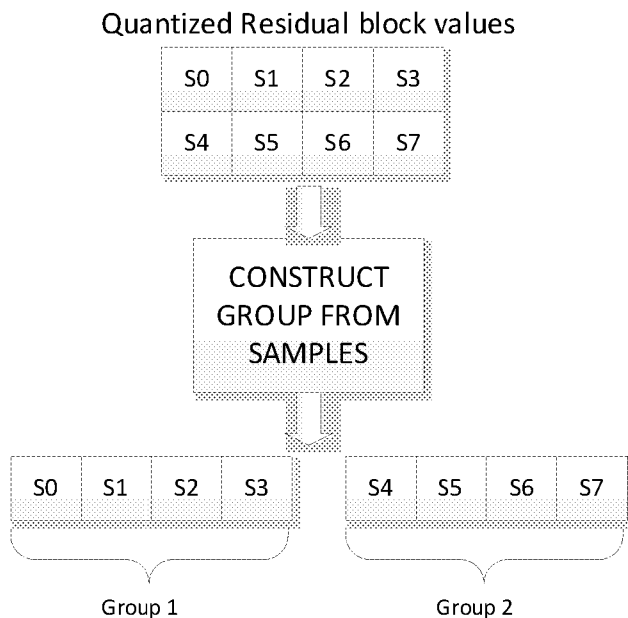 Quantized Residual block values
S0 S1 S2 S3
S4 S5 S6 S7
CONSTRUCT
GROUP FROM
SAMPLES
S0 S1 S2 S3 S4 S5 S6 S7
Group 1 Group 2